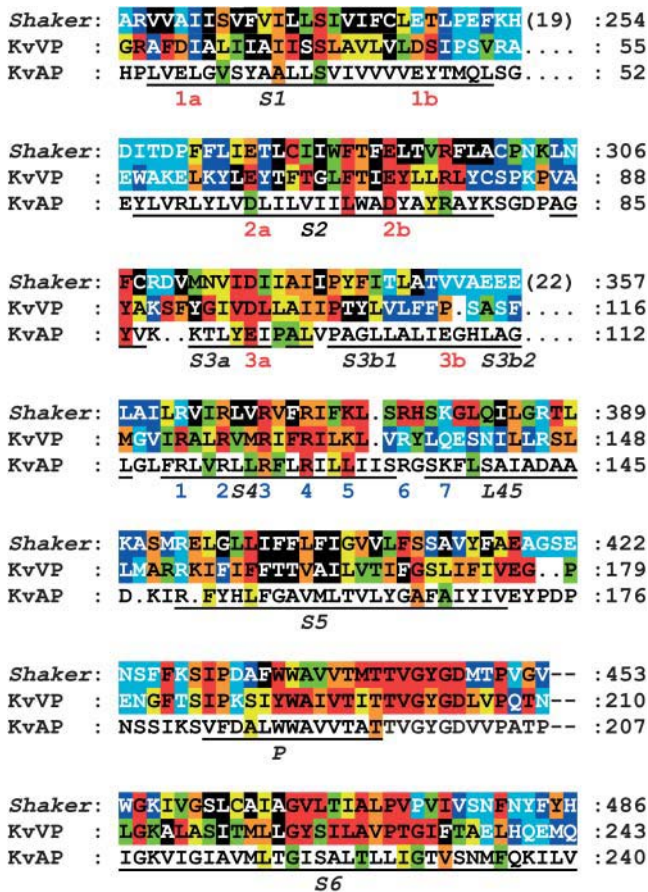 Shaker: ARVVAIISVFVILLSIVIFCLETLPEFKH(19) : 254
KvVP : GRAFDIALIIAIISSLAVLVLDSIPSVRA.... : 55
KvAP : HPLVELGVSYAALLSVIVVVVEYTMQLSG.... : 52
1a S1 1b
Shaker: DITDPFFLIETLCIIWFTFELTVRFLACPNKLN :306
KvVP : EWAKELKYLEYTFTGLFTIEYLLRLYCSPKPVA : 88
KvAP : EYLVRLYLVDLILVIILWADYAYRAYKSGDPAG : 85
2a S2 2b
Shaker: FCRDVMNVIDIIAIIPYFITLATVVAEEE(22) :357
KvVP : YAKSFYGIVDLLAIIPTYLVLFFP.SASF.... :116
KvAP : YVK..KTLYEIPALVPAGLLALIEGHLAG.... :112
S3a 3a S3b1 3b S3b2
Shaker: LAILRVIRLVRVFRIFKL.SRHSKGLQILGRTL :389
KvVP : MGVIRALRVMRIFRILKL.VRYLQESNILLRSL :148
KvAP : LGLFRLVRLLRFLRILLIISRGSKFLSAIADAA :145
1 2 S4 3 4 5 6 7 L45
Shaker: KASMRELGLLIFFLFIGVVLFSSAVYFAEAGSE :422
KvVP : LMARRKIFIFFTTVAILVTIFGSLIFIVEG..P :179
KvAP : D.KIR.FYHLFGAVMLTVLYGAFAIYIVEYPDP :176
S5
Shaker: NSFFKSIPDAFWWAVVTMTTVGYGDMTPVGV-- :453
KvVP : ENGFTSIPKSIYWAIVTITTVGYGDLVPQTN-- :210
KvAP : NSSIKSVFDALWWAVVTATTVGYGDVVPATP-- :207
P
Shaker: WGKIVGSLCAIAGVLTIALPVPVIVSNFNYFYH :486
KvVP : LGKALASITMLLGYSILAVPTGIFTAELHQEMQ :243
KvAP : IGKVIGIAVMLTGISALTLLIGTVSNMFQKILV :240
S6